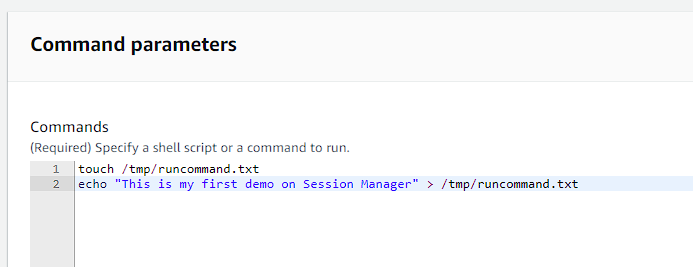 Command parameters
Commands
(Required) Specify a shell script or a command to run.
1 touch /tmp/runcommand.txt
2 echo "This is my first demo on Session Manager" > /tmp/runcommand.txt